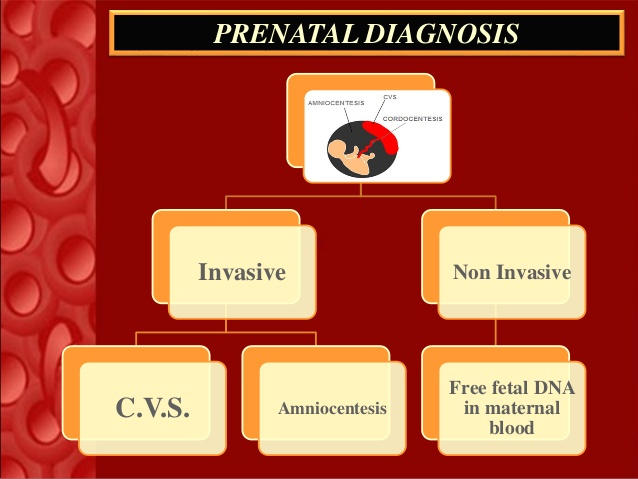 PRENATAL DIAGNOSIS
CVS
AMNIOCENTESIS
CORDOCENTESIS
Invasive
Non Invasive
C.V.S.
Amniocentesis
Free fetal DNA
in maternal
blood